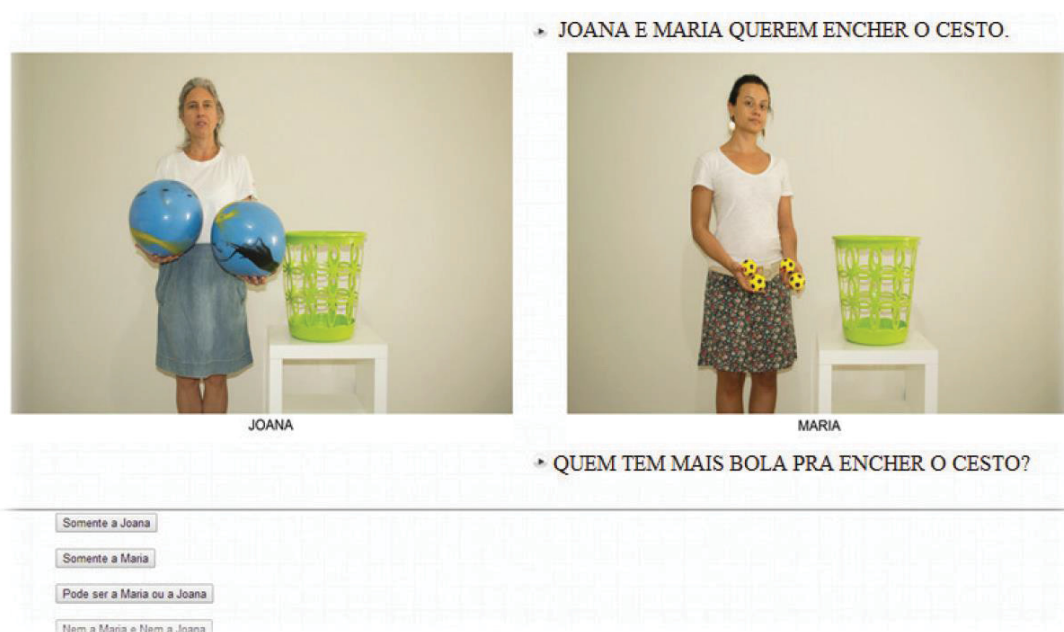 JOANA E MARIA QUEREM ENCHER O CESTO.
JOANA
MARIA
QUEM TEM MAIS BOLA PRA ENCHER O CESTO?
Somente a Joana
Somente a Maria
Pode ser a Maria ou a Joana
Nem a Maria e Nem a Joana